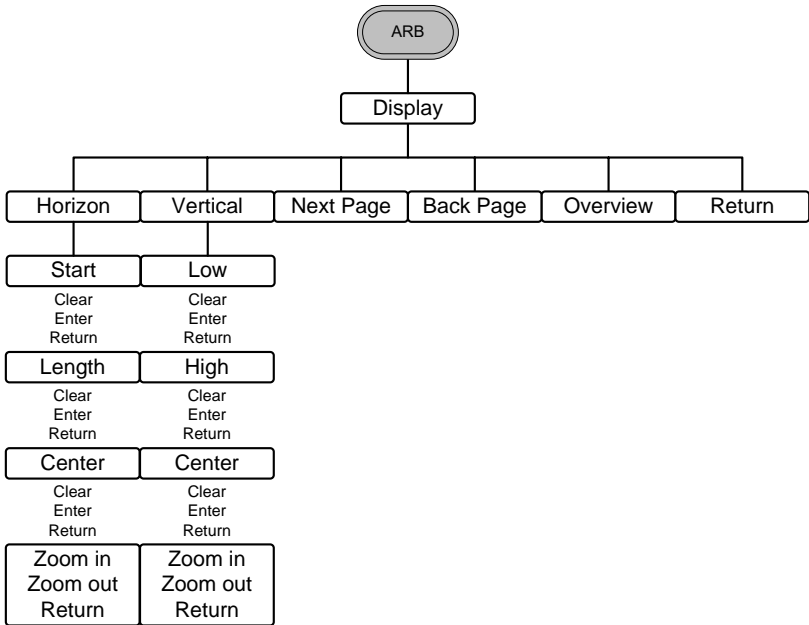 ARB
Display
Horizon Vertical Next Page Back Page Overview Return
Start Low
Clear Clear
Enter Enter
Return Return
Length High
Clear Clear
Enter Enter
Return Return
Center Center
Clear Clear
Enter Enter
Return Return
Zoom in Zoom in
Zoom out Zoom out
Return Return